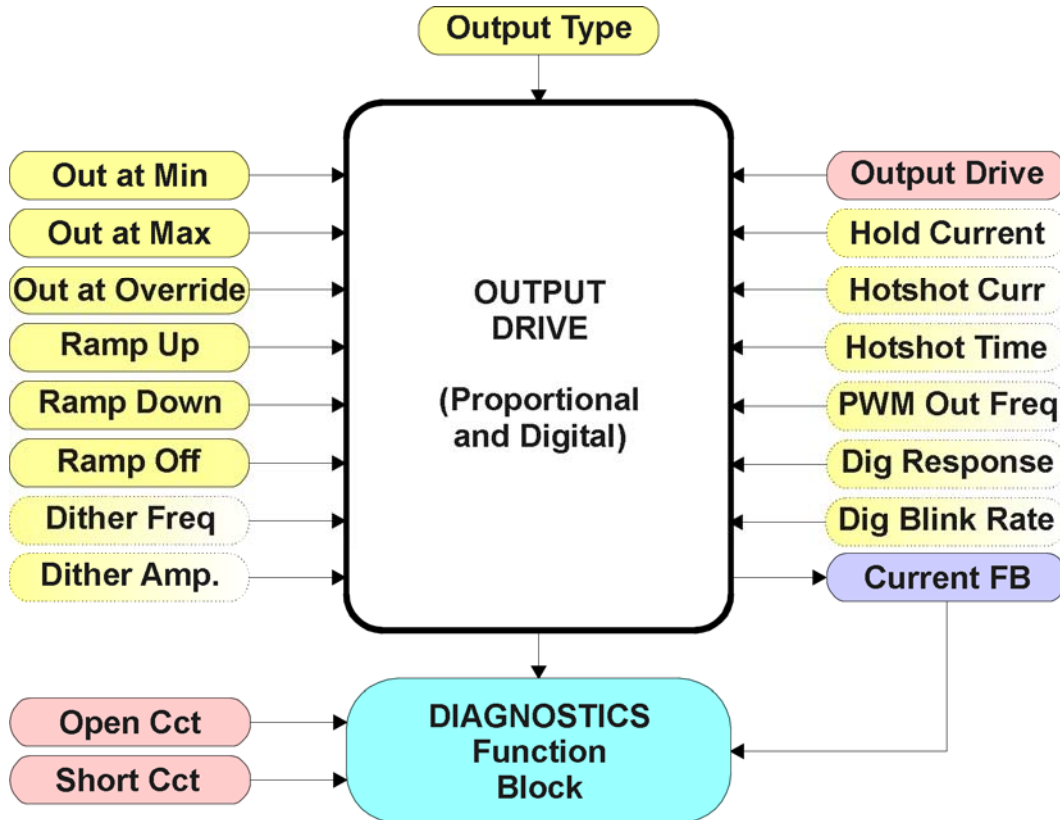 Output Type
Out at Min
Out at Max
Out at Override
Ramp Up
Ramp Down
Ramp Off
Dither Freq
Dither Amp.
OUTPUT
DRIVE
(Proportional
and Digital)
Output Drive
Hold Current
Hotshot Curr
Hotshot Time
PWM Out Freq
Dig Response
Dig Blink Rate
Current FB
Open Cct
Short Cct
DIAGNOSTICS
Function
Block